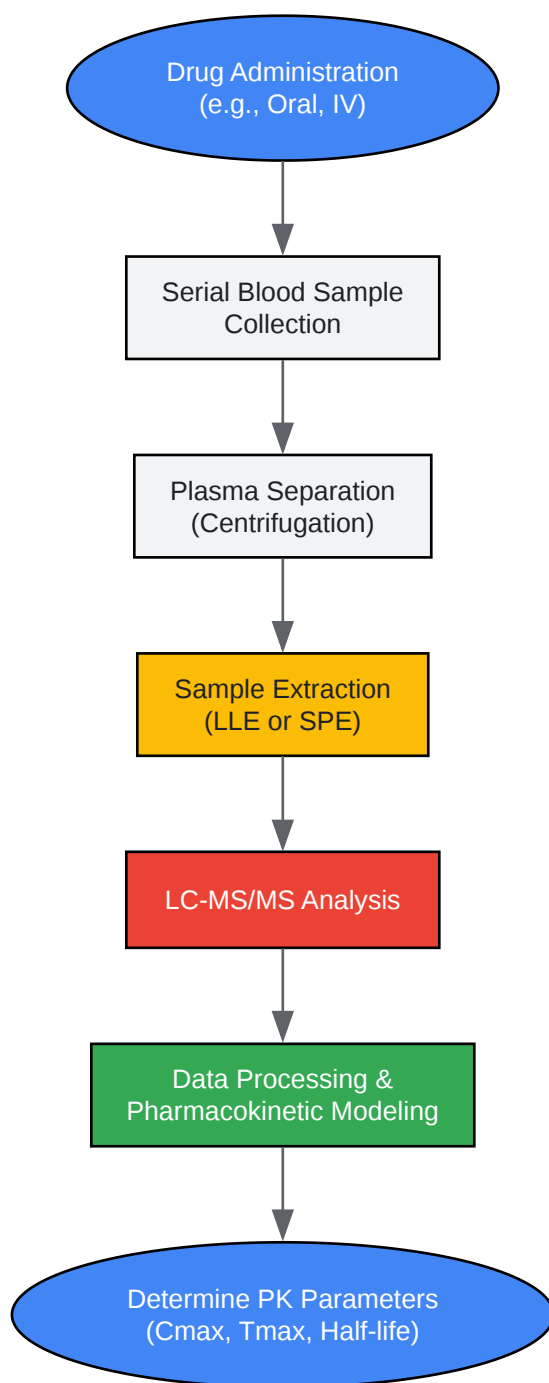 Drug Administration
(e.g., Oral, IV)
Serial Blood Sample
Collection
Plasma Separation
(Centrifugation)
Sample Extraction
(LLE or SPE)
LC-MS/MS Analysis
Data Processing &
Pharmacokinetic Modeling
Determine PK Parameters
(Cmax, Tmax, Half-life)